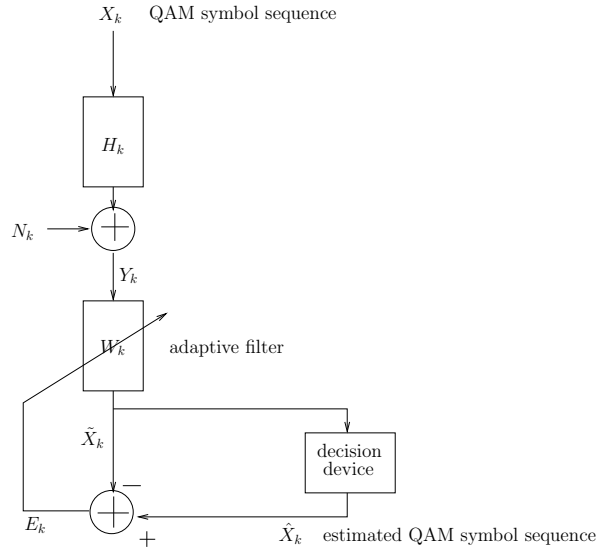 X_k QAM symbol sequence
H_k
N_k
+
Y_k
W_k adaptive filter
X̃_k
decision
device
−
+
E_k
+
X̂_k estimated QAM symbol sequence